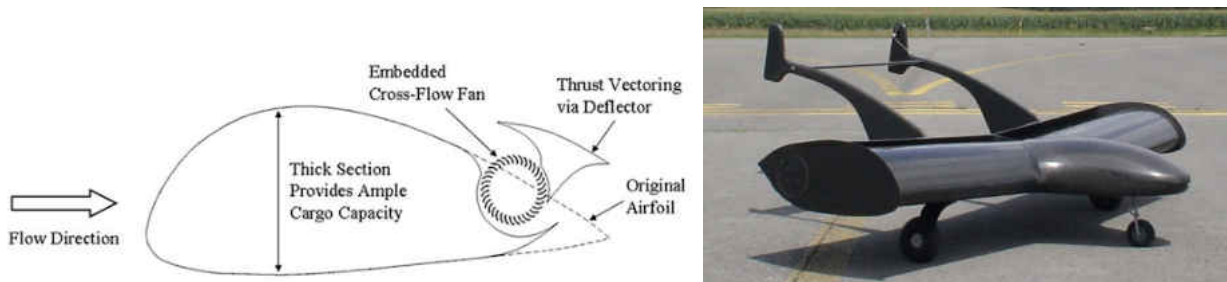 Embedded
Cross-Flow Fan
Thrust Vectoring
via Deflector
Thick Section
Provides Ample
Cargo Capacity
Original
Airfoil
Flow Direction